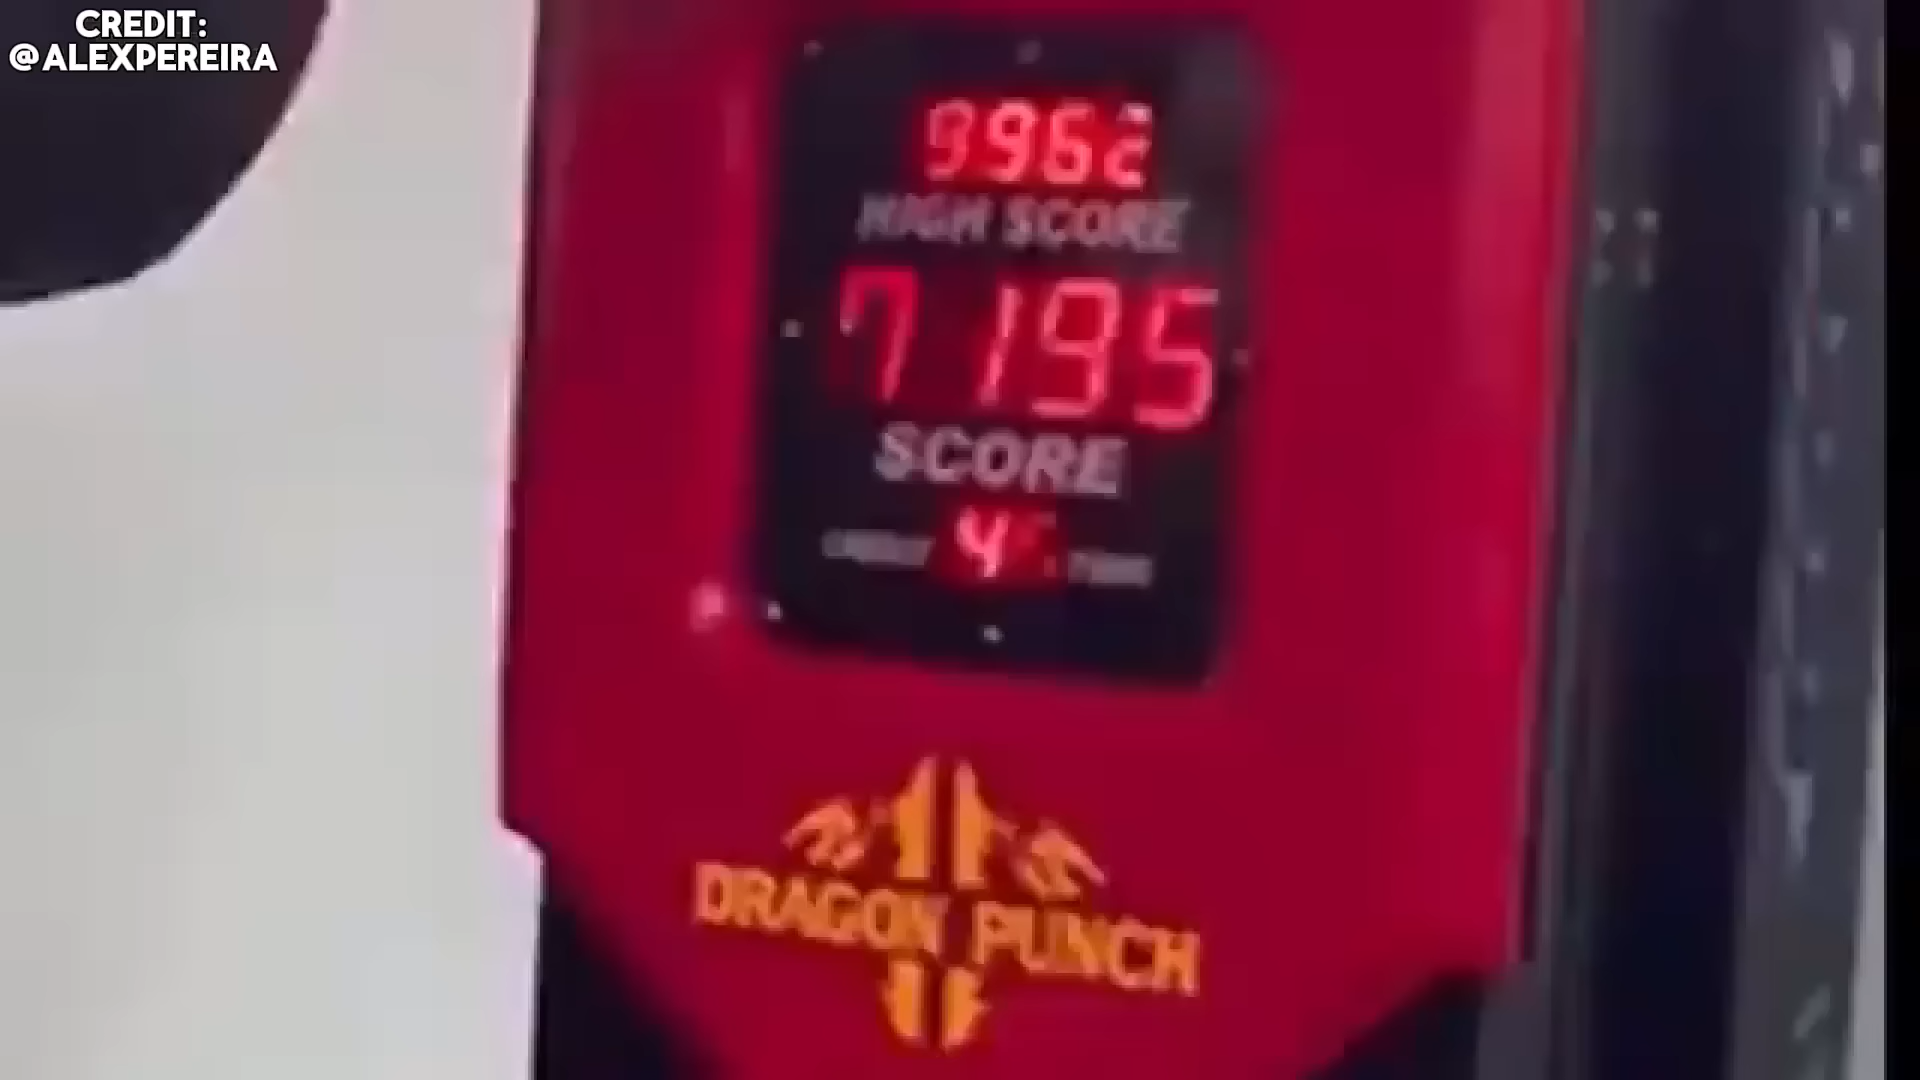 CREDIT:
@ALEXPEREIRA
9962
HIGH SCORE
7195
SCORE
4
DRAGON PUNCH